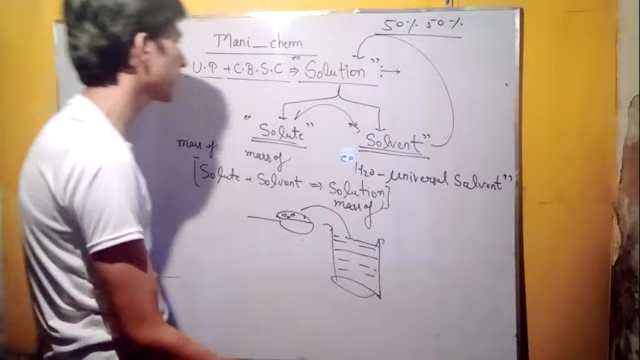 50% 50%
Mani_chem
U.P + C.B.S.C ⇒ "Solution" →
"Solute" "Solvent"
mass of mass of
H2O - universal Solvent"
[Solute + Solvent ⇒ Solution]
mass of